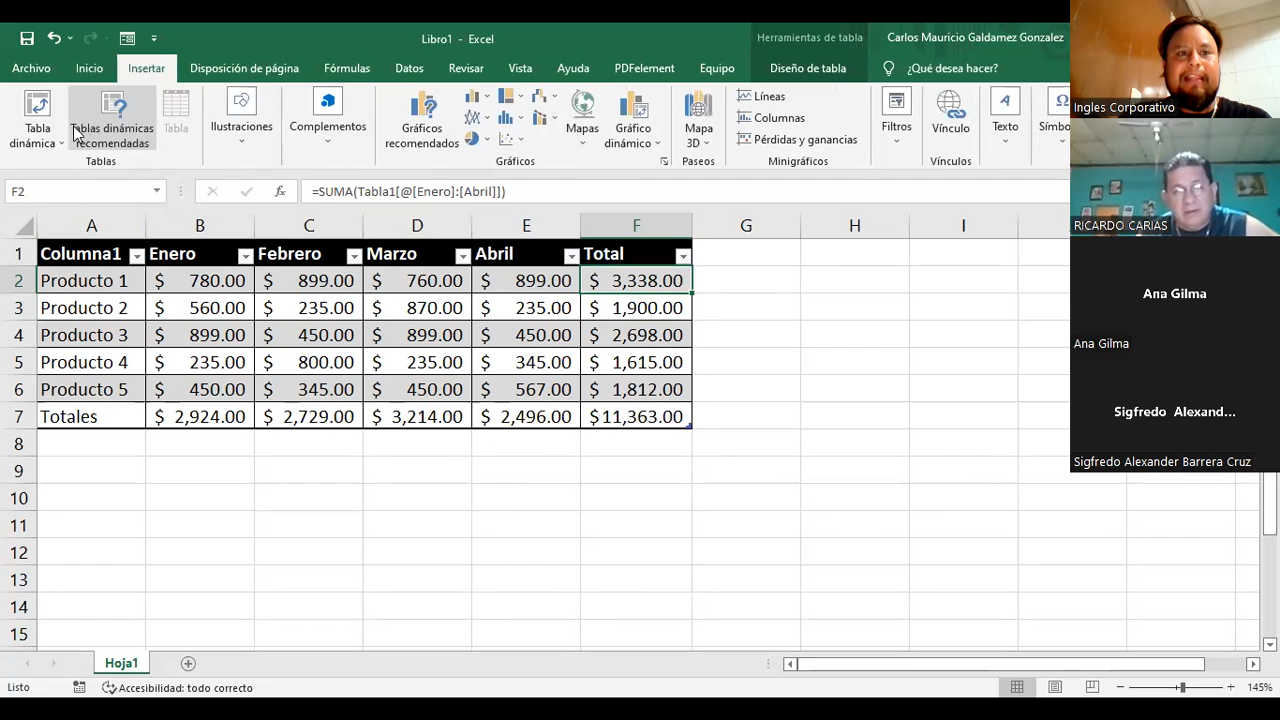 Libro1 - Excel
Herramientas de tabla
Carlos Mauricio Galdamez Gonzalez
Archivo
Inicio
Insertar
Disposición de página
Fórmulas
Datos
Revisar
Vista
Ayuda
PDFelement
Equipo
Diseño de tabla
¿Qué desea hacer?
Tabla
dinámica
Tablas dinámicas
recomendadas
Tabla
Ilustraciones
Complementos
Gráficos
recomendados
Mapas
Gráfico
dinámico
Mapa
3D
Líneas
Columnas
Pérdidas y ganancias
Filtros
Vínculo
Texto
Símbo
Tablas
Gráficos
Paseos
Minigráficos
Vínculos
F2
=SUMA(Tabla1[@[Enero]:[Abril]])
A B C D E F G H I
1 Columna1 Enero Febrero Marzo Abril Total
2 Producto 1 $ 780.00 $ 899.00 $ 760.00 $ 899.00 $ 3,338.00
3 Producto 2 $ 560.00 $ 235.00 $ 870.00 $ 235.00 $ 1,900.00
4 Producto 3 $ 899.00 $ 450.00 $ 899.00 $ 450.00 $ 2,698.00
5 Producto 4 $ 235.00 $ 800.00 $ 235.00 $ 345.00 $ 1,615.00
6 Producto 5 $ 450.00 $ 345.00 $ 450.00 $ 567.00 $ 1,812.00
7 Totales $ 2,924.00 $ 2,729.00 $ 3,214.00 $ 2,496.00 $11,363.00
8
9
10
11
12
13
14
15
Hoja1
Listo
Accesibilidad: todo correcto
145%
Ingles Corporativo
RICARDO CARIAS
Ana Gilma
Ana Gilma
Sigfredo Alexand...
Sigfredo Alexander Barrera Cruz